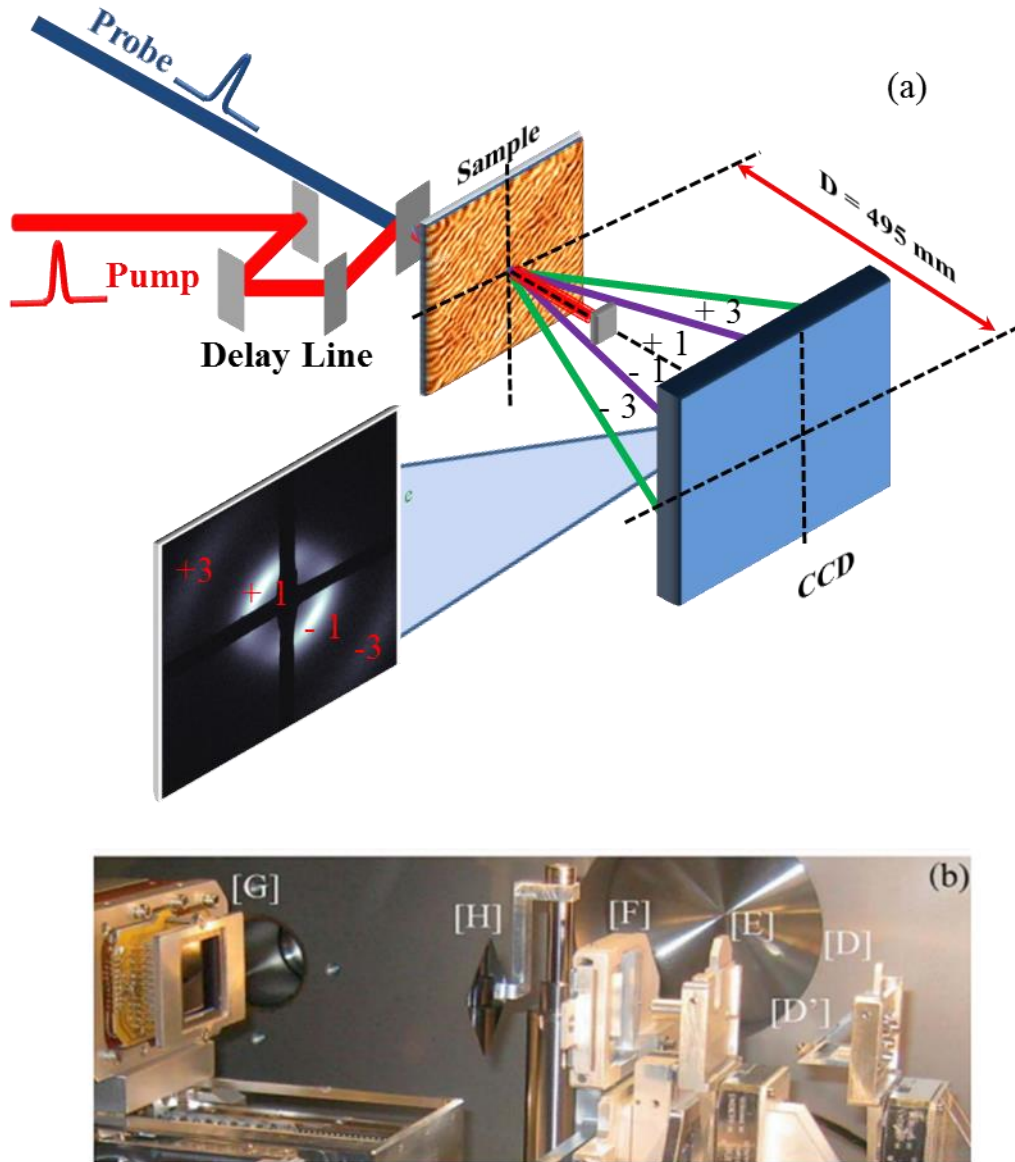 Probe
(a)
Sample
D = 495 mm
Pump
Delay Line
+ 3
+ 1
- 1
- 3
e
CCD
+3
+ 1
- 1
-3
(b)
[G]
[H]
[F]
[E]
[D]
[D']